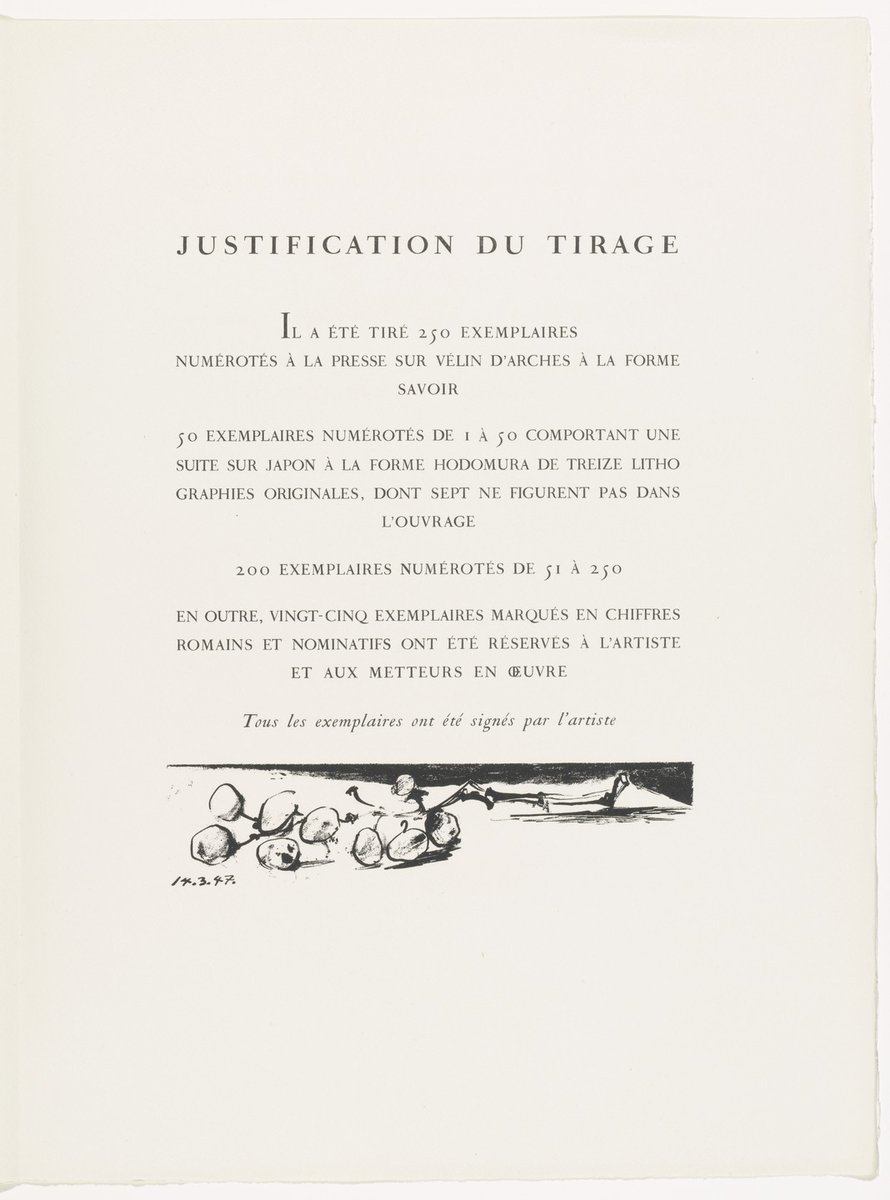 JUSTIFICATION DU TIRAGE
IL A ÉTÉ TIRÉ 250 EXEMPLAIRES
NUMÉROTÉS À LA PRESSE SUR VÉLIN D'ARCHES À LA FORME
SAVOIR
50 EXEMPLAIRES NUMÉROTÉS DE 1 À 50 COMPORTANT UNE
SUITE SUR JAPON À LA FORME HODOMURA DE TREIZE LITHO
GRAPHIES ORIGINALES, DONT SEPT NE FIGURENT PAS DANS
L'OUVRAGE
200 EXEMPLAIRES NUMÉROTÉS DE 51 À 250
EN OUTRE, VINGT-CINQ EXEMPLAIRES MARQUÉS EN CHIFFRES
ROMAINS ET NOMINATIFS ONT ÉTÉ RÉSERVÉS À L'ARTISTE
ET AUX METTEURS EN ŒUVRE
Tous les exemplaires ont été signés par l'artiste
14.3.47.